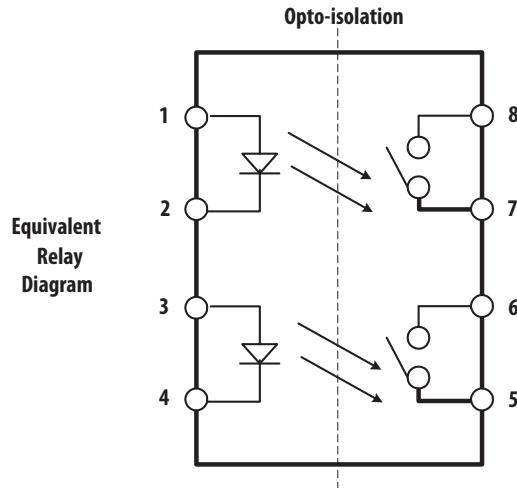 Opto-isolation
1
8
2
7
Equivalent
Relay
Diagram
3
6
4
5